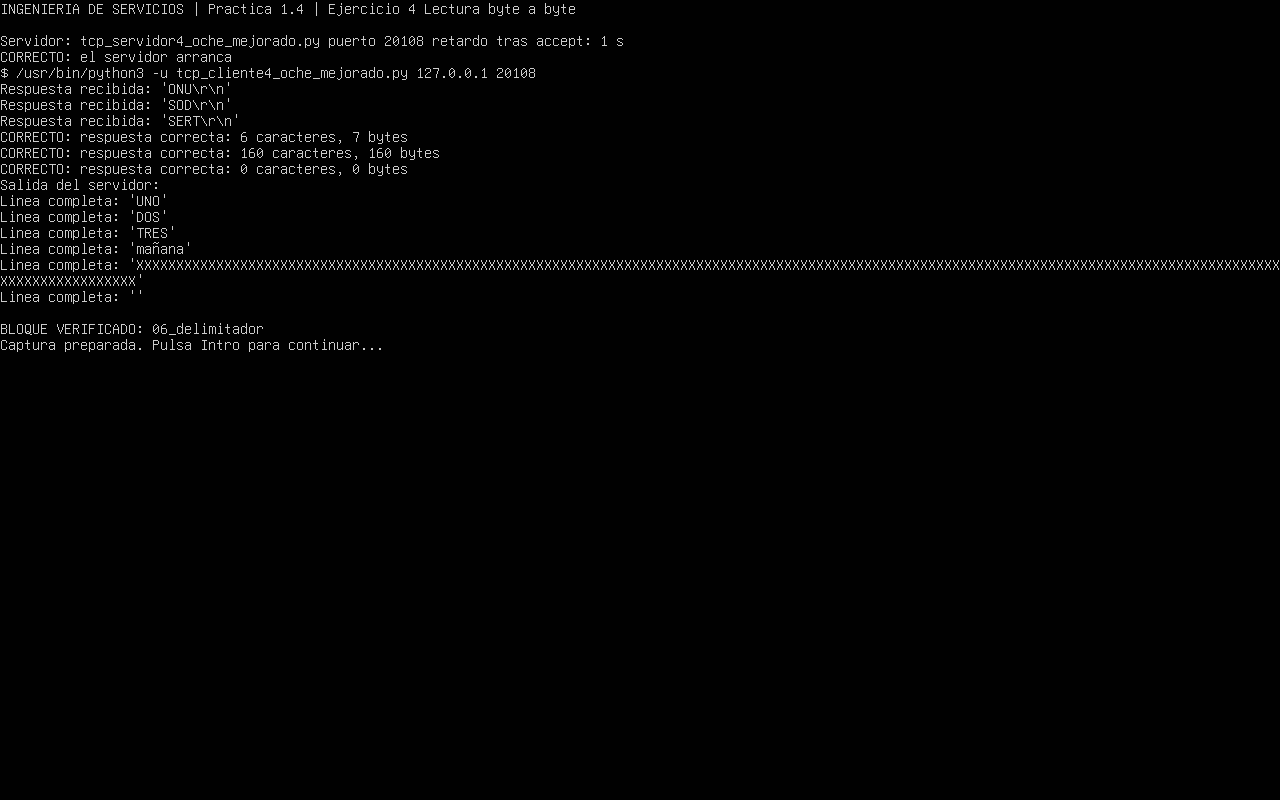 INGENIERIA DE SERVICIOS | Practica 1.4 | Ejercicio 4 Lectura byte a byte
Servidor: tcp_servidor4_oche_mejorado.py puerto 20108 retardo tras accept: 1 s
CORRECTO: el servidor arranca
$ /usr/bin/python3 -u tcp_cliente4_oche_mejorado.py 127.0.0.1 20108
Respuesta recibida: 'ONU\r\n'
Respuesta recibida: 'SOD\r\n'
Respuesta recibida: 'SERT\r\n'
CORRECTO: respuesta correcta: 6 caracteres, 7 bytes
CORRECTO: respuesta correcta: 160 caracteres, 160 bytes
CORRECTO: respuesta correcta: 0 caracteres, 0 bytes
Salida del servidor:
Linea completa: 'UNO'
Linea completa: 'DOS'
Linea completa: 'TRES'
Linea completa: 'mañana'
Linea completa: 'XXXXXXXXXXXXXXXXXXXXXXXXXXXXXXXXXXXXXXXXXXXXXXXXXXXXXXXXXXXXXXXXXXXXXXXXXXXXXXXXXXXXXXXXXXXXXXXXXXXXXXXXXXXXXXXXXXXXXXXXXXXXXXXXXXXXXXXXXXXXXXX
XXXXXXXXXXXXXXXXX'
Linea completa: ''
BLOQUE VERIFICADO: 06_delimitador
Captura preparada. Pulsa Intro para continuar...